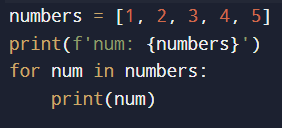 numbers = [1, 2, 3, 4, 5]
print(f'num: {numbers}')
for num in numbers:
    print(num)